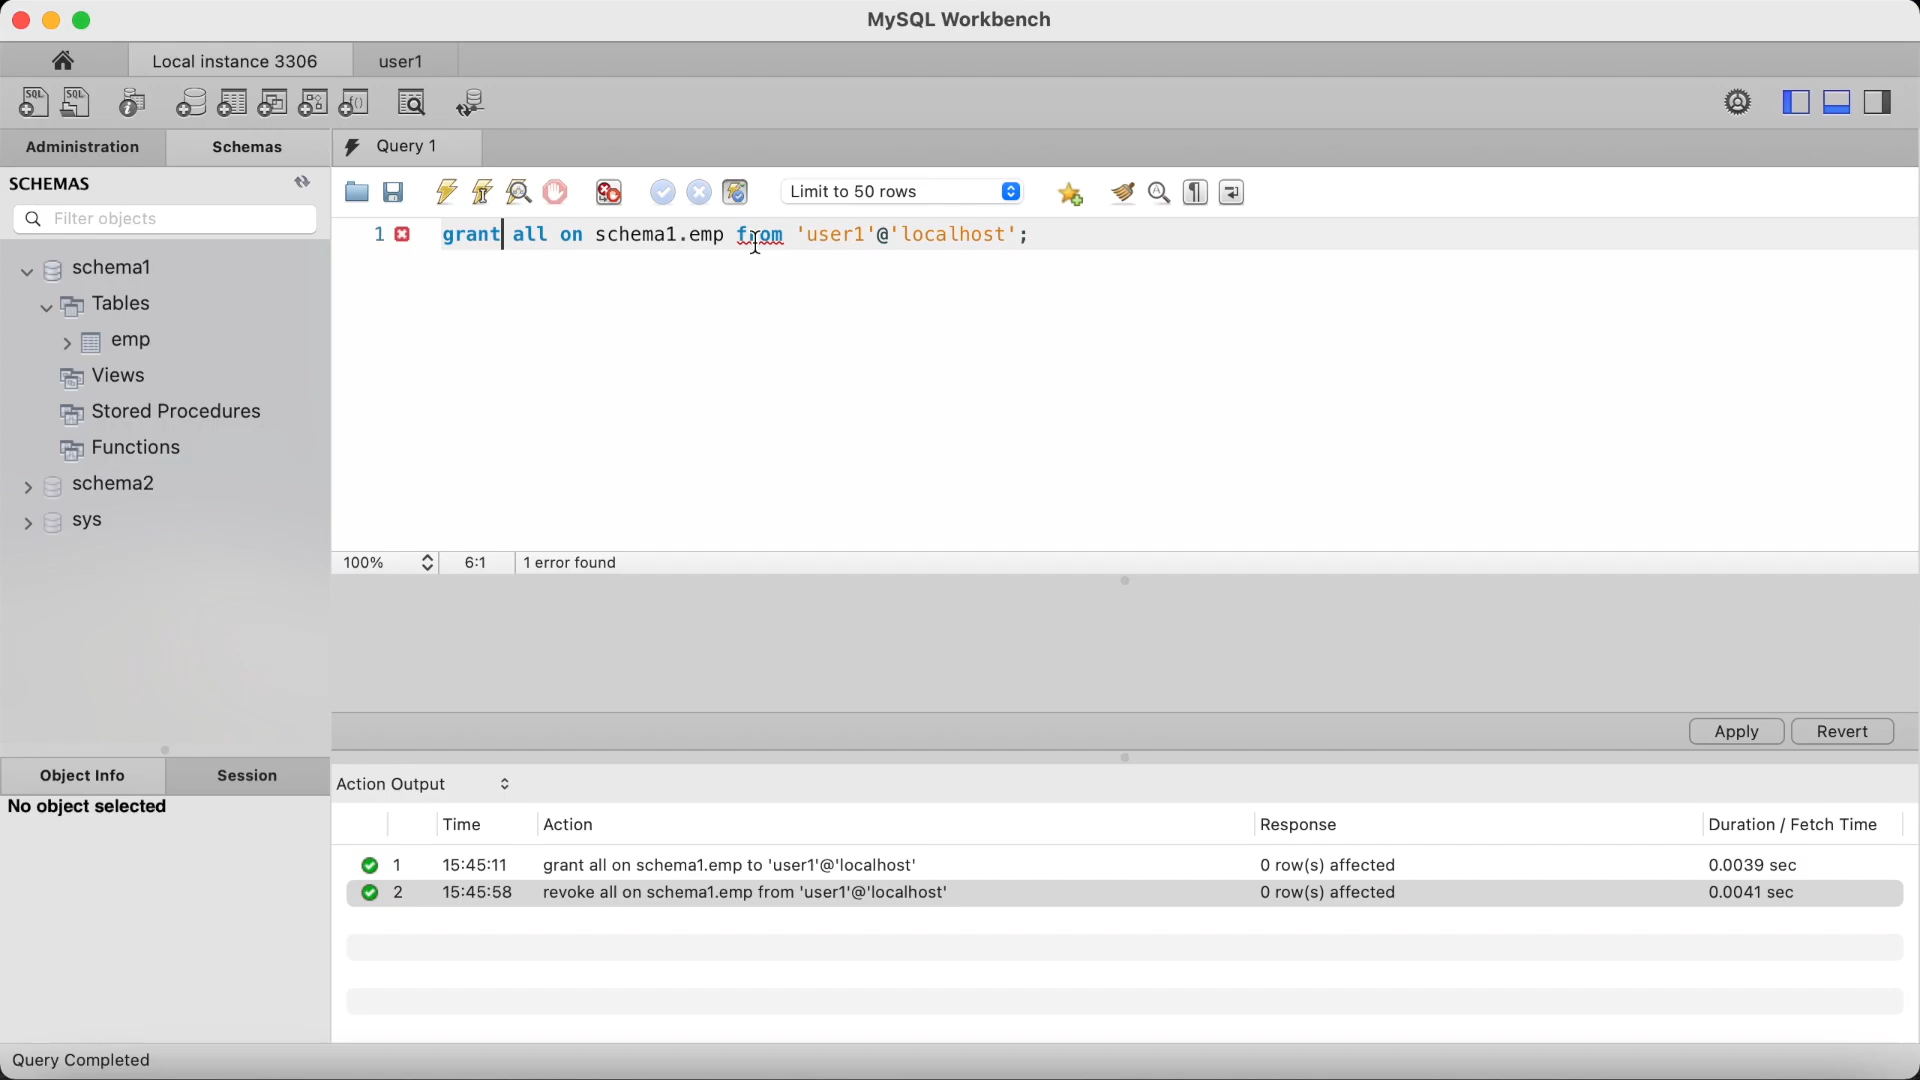 MySQL Workbench
Local instance 3306
user1
Administration
Schemas
Query 1
SCHEMAS
Filter objects
Limit to 50 rows
1
grant all on schema1.emp from 'user1'@'localhost';
schema1
Tables
emp
Views
Stored Procedures
Functions
schema2
sys
100%
6:1
1 error found
Apply
Revert
Object Info
Session
No object selected
Action Output
Time
Action
Response
Duration / Fetch Time
1 15:45:11 grant all on schema1.emp to 'user1'@'localhost' 0 row(s) affected 0.0039 sec
2 15:45:58 revoke all on schema1.emp from 'user1'@'localhost' 0 row(s) affected 0.0041 sec
Query Completed